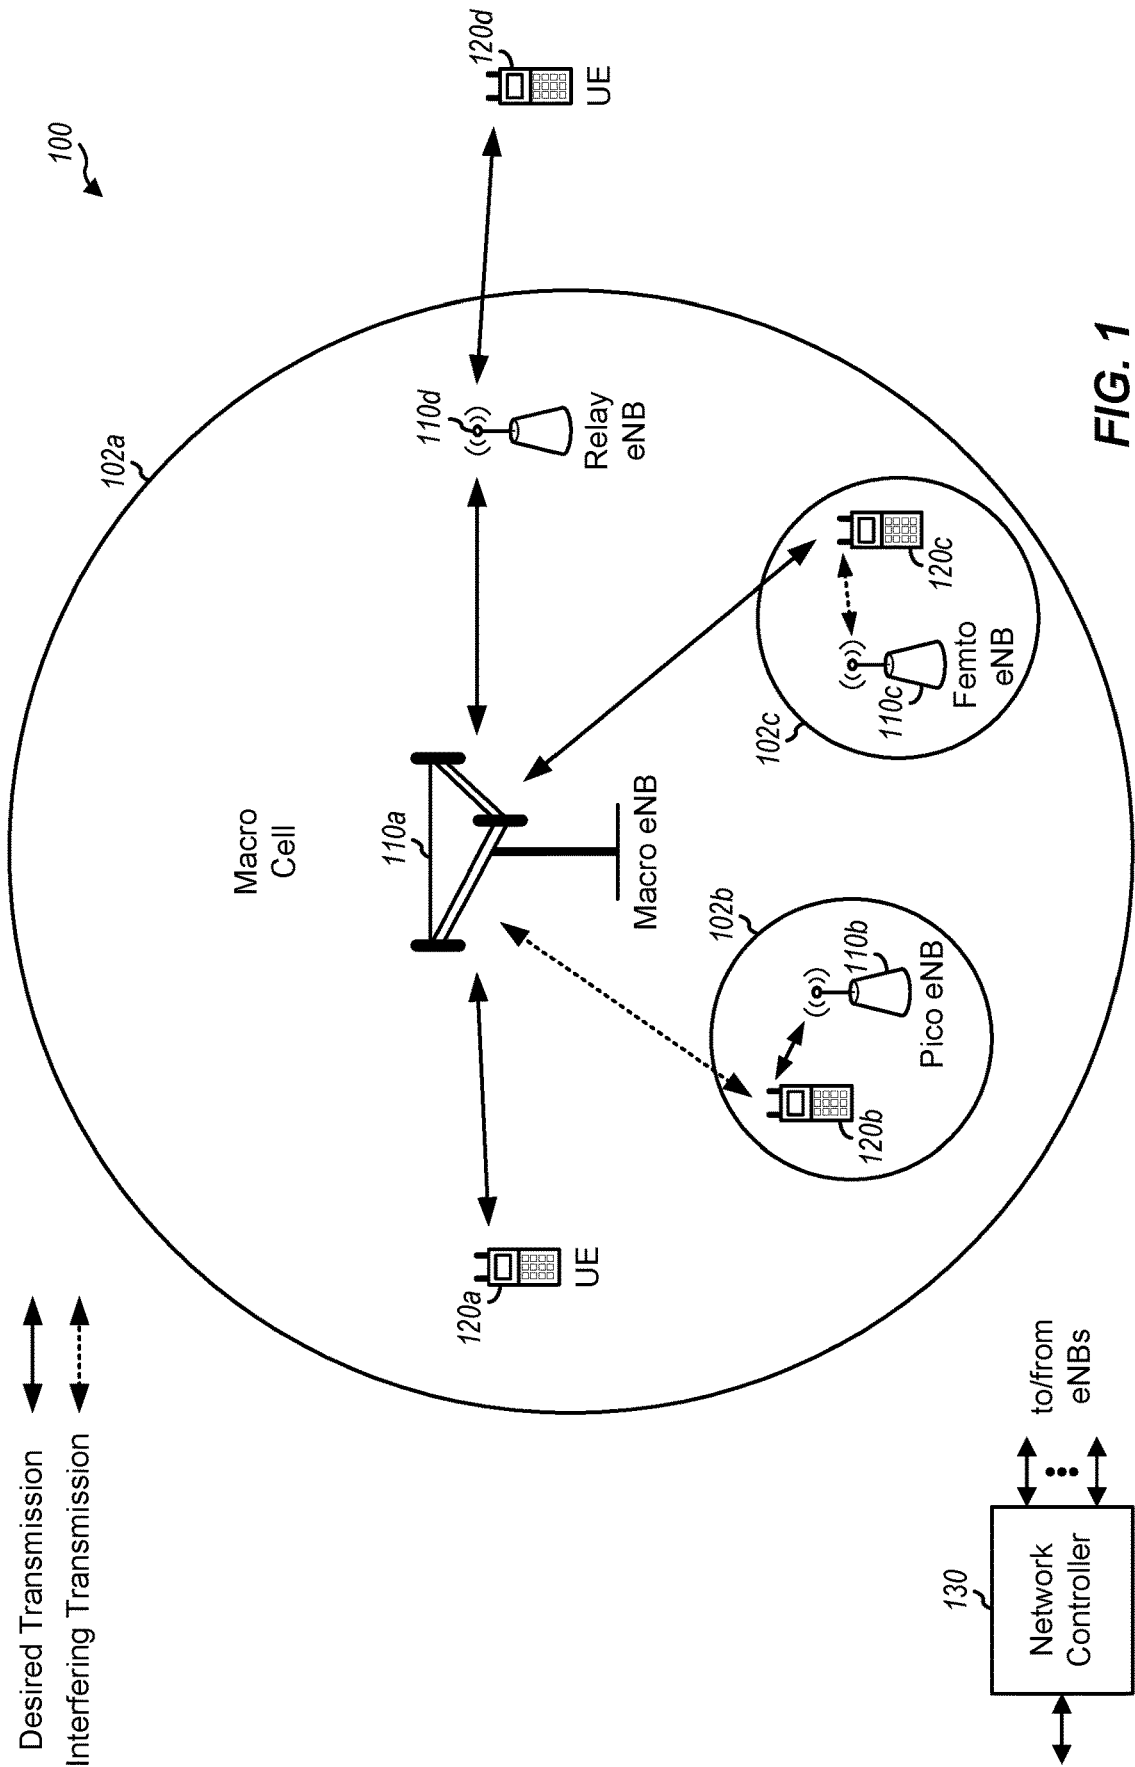 Desired Transmission
Interfering Transmission
100
102a
Macro
Cell
110a
Macro eNB
110d
Relay
eNB
120d
UE
120a
UE
102b
110b
Pico eNB
120b
102c
110c
Femto
eNB
120c
130
Network
Controller
to/from
eNBs
FIG. 1